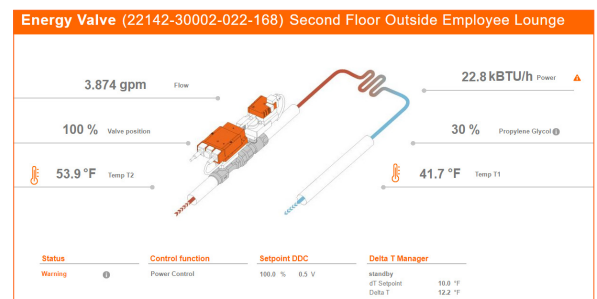 Energy Valve (22142-30002-022-168) Second Floor Outside Employee Lounge
3.874 gpm Flow
22.8 kBTU/h Power
100 % Valve position
30 % Propylene Glycol
53.9 °F Temp T2
41.7 °F Temp T1
Status Control function Setpoint DDC Delta T Manager
Warning Power Control 100.0 % 0.5 V standby
dT Setpoint 10.0 °F
Delta T 12.2 °F